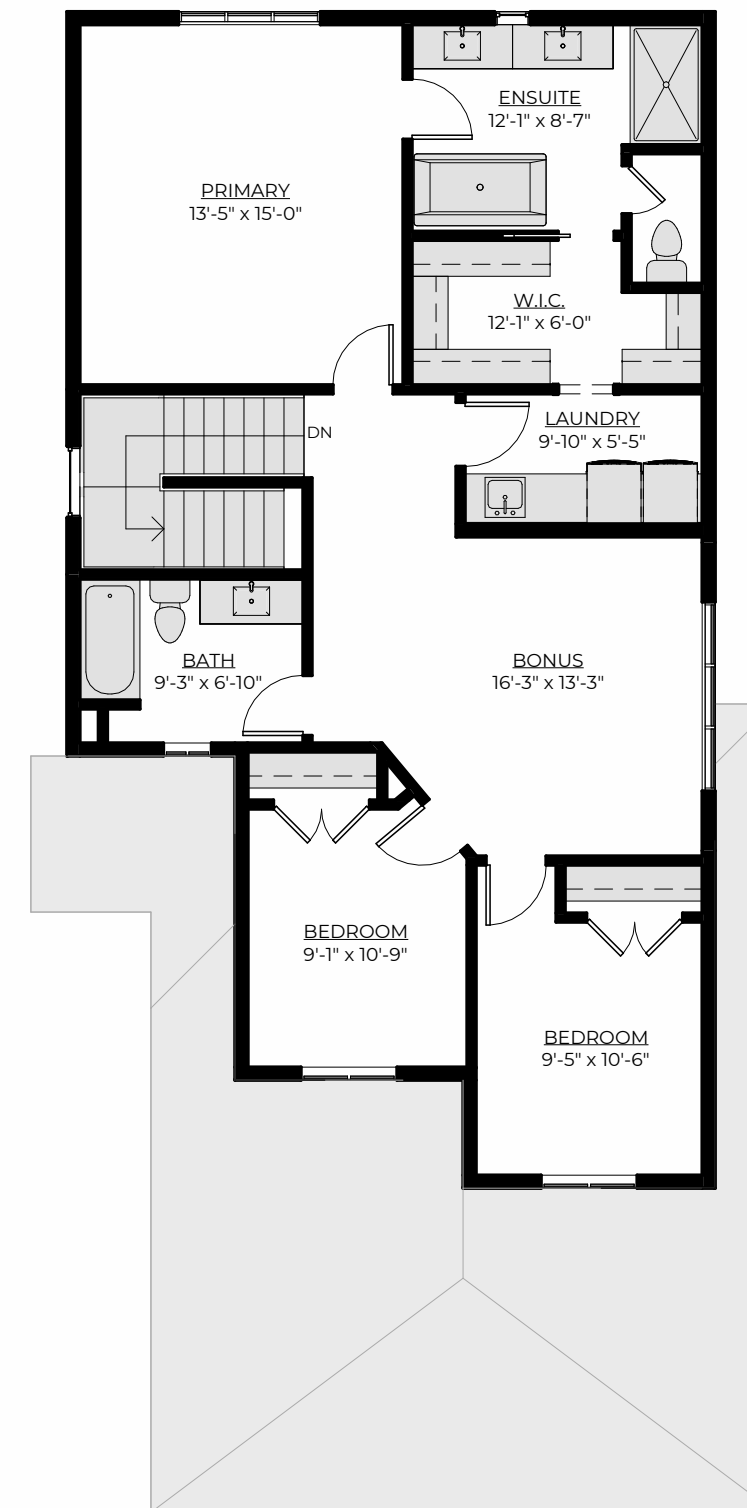 ENSUITE
12'-1" x 8'-7"
PRIMARY
13'-5" x 15'-0"
W.I.C.
12'-1" x 6'-0"
LAUNDRY
9'-10" x 5'-5"
DN
BATH
9'-3" x 6'-10"
BONUS
16'-3" x 13'-3"
BEDROOM
9'-1" x 10'-9"
BEDROOM
9'-5" x 10'-6"